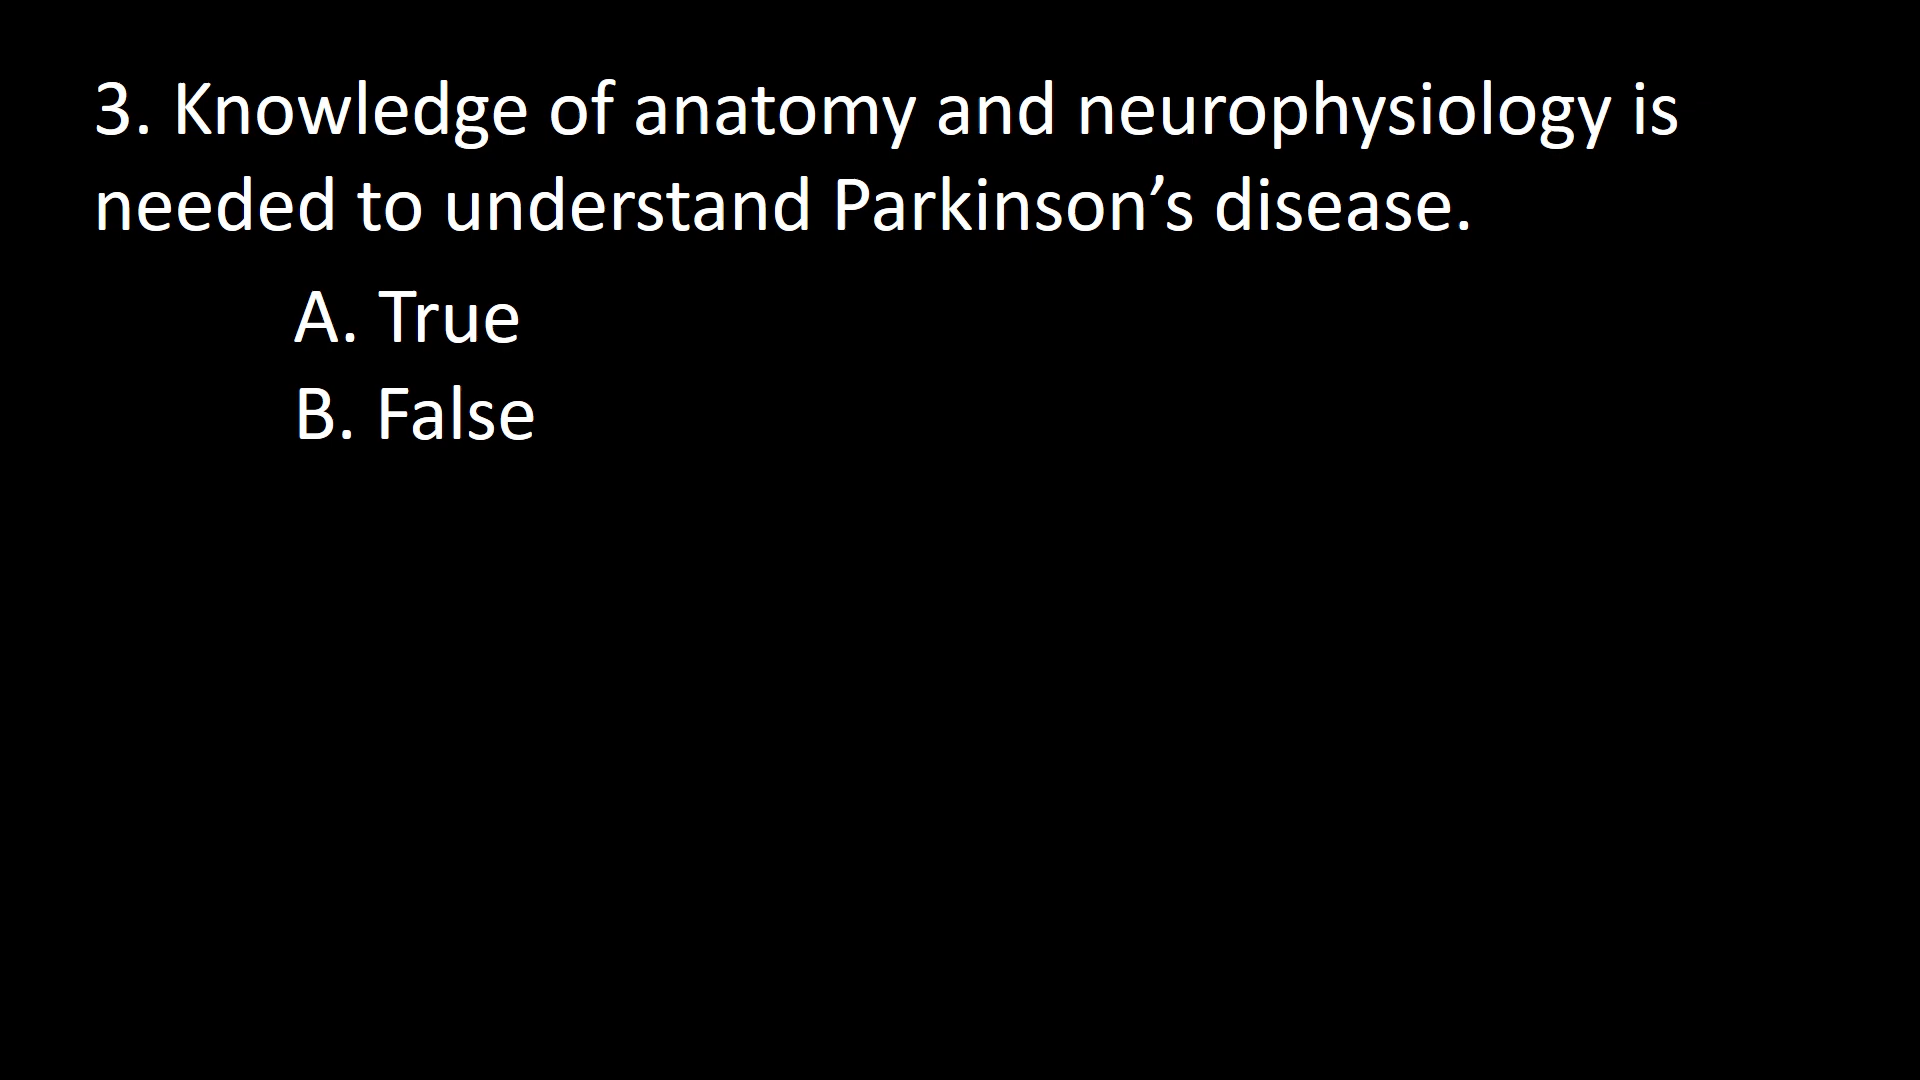 3. Knowledge of anatomy and neurophysiology is
needed to understand Parkinson’s disease.
A. True
B. False